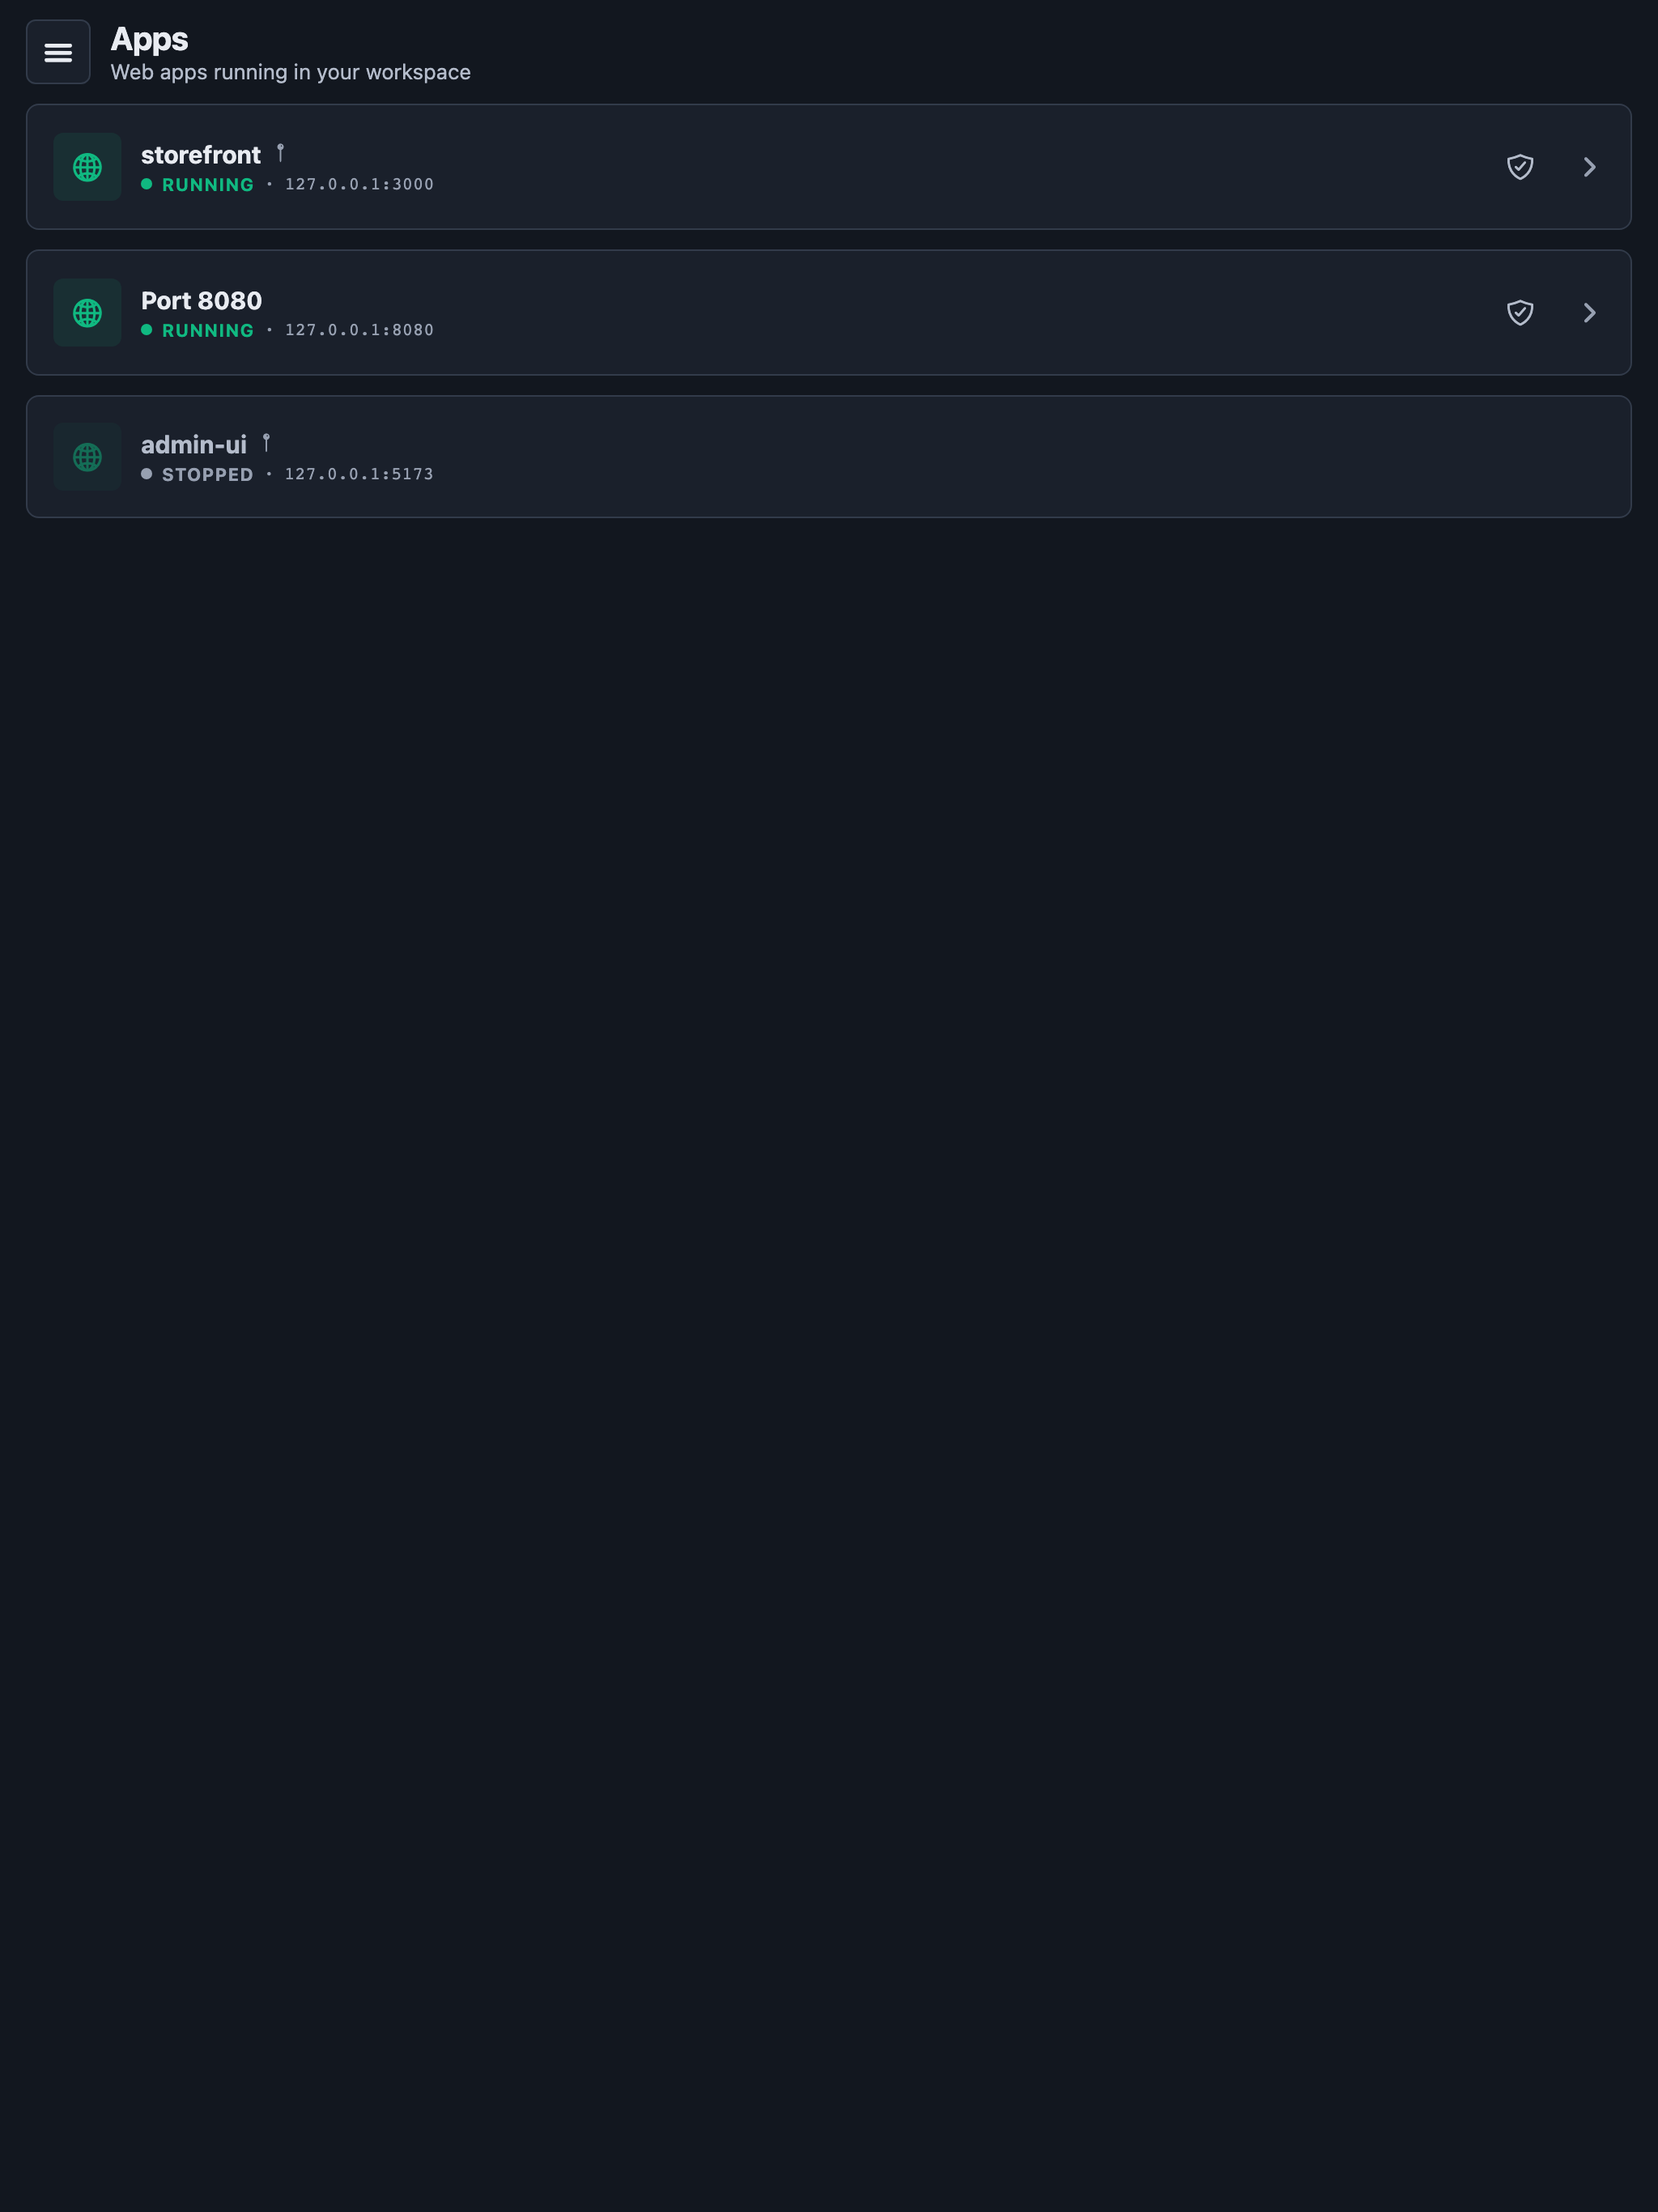 Apps
Web apps running in your workspace
storefront
RUNNING · 127.0.0.1:3000
Port 8080
RUNNING · 127.0.0.1:8080
admin-ui
STOPPED · 127.0.0.1:5173